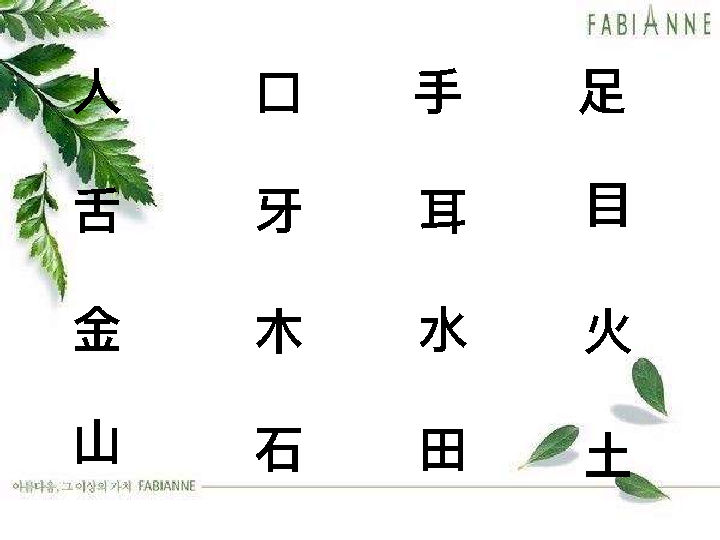 FABIANNE
人 口 手 足
舌 牙 耳 目
金 木 水 火
山 石 田 土
아름다움, 그 이상의 가치 FABIANNE